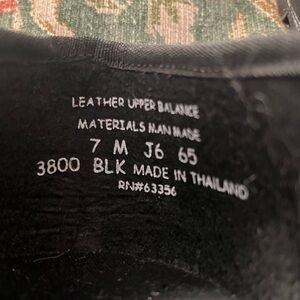 LEATHER UPPER BALANCE
MATERIALS MAN MADE
7 M J6 65
3800 BLK MADE IN THAILAND
RN#63356